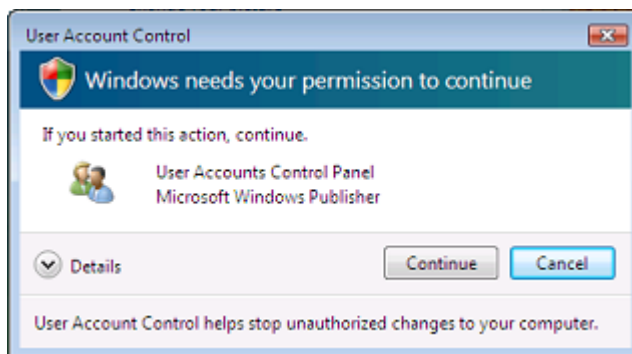 User Account Control
Windows needs your permission to continue
If you started this action, continue.
User Accounts Control Panel
Microsoft Windows Publisher
Details
Continue
Cancel
User Account Control helps stop unauthorized changes to your computer.